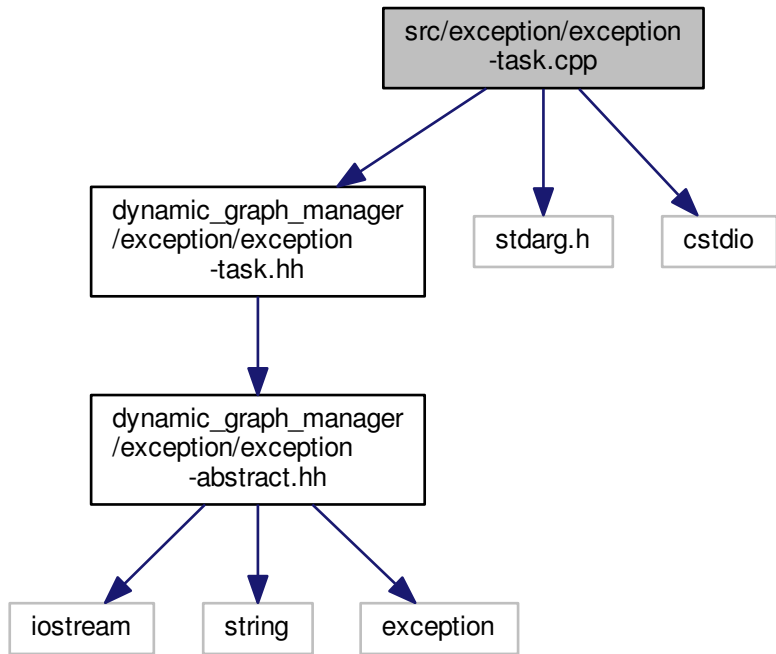 src/exception/exception
-task.cpp
dynamic_graph_manager
/exception/exception
-task.hh
stdarg.h
cstdio
dynamic_graph_manager
/exception/exception
-abstract.hh
iostream
string
exception